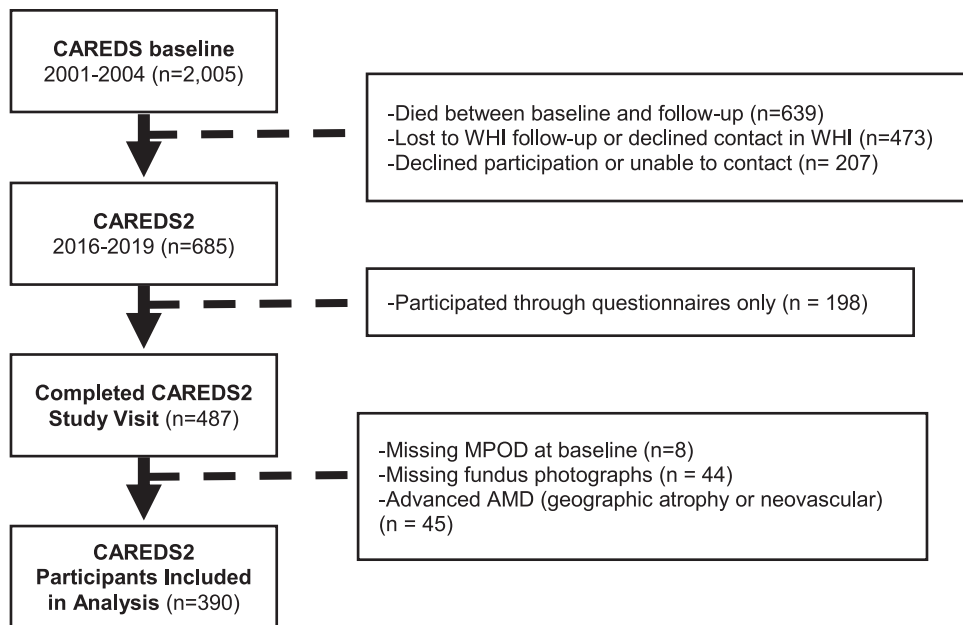 CAREDS baseline
2001-2004 (n=2,005)
-Died between baseline and follow-up (n=639)
-Lost to WHI follow-up or declined contact in WHI (n=473)
-Declined participation or unable to contact (n= 207)
CAREDS2
2016-2019 (n=685)
-Participated through questionnaires only (n = 198)
Completed CAREDS2
Study Visit (n=487)
-Missing MPOD at baseline (n=8)
-Missing fundus photographs (n = 44)
-Advanced AMD (geographic atrophy or neovascular)
(n = 45)
CAREDS2
Participants Included
in Analysis (n=390)